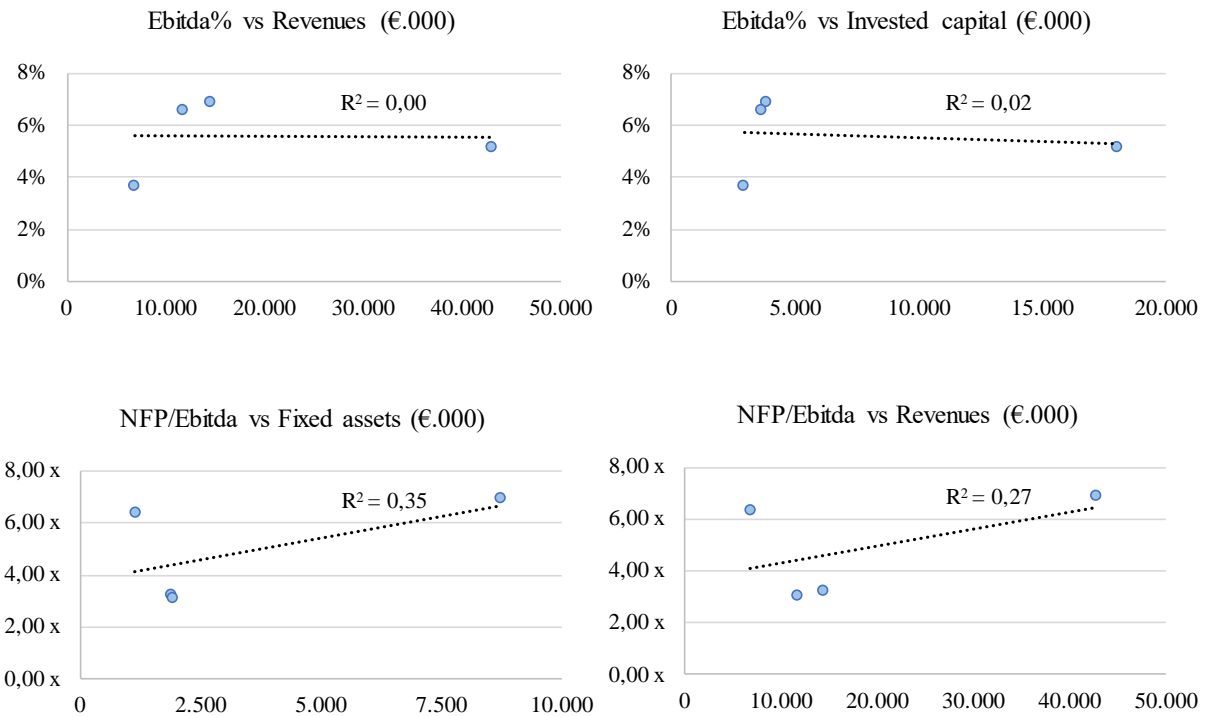 Ebitda% vs Revenues (€.000)
8%
6%
4%
2%
0%
R² = 0,00
0 10.000 20.000 30.000 40.000 50.000
Ebitda% vs Invested capital (€.000)
8%
6%
4%
2%
0%
R² = 0,02
0 5.000 10.000 15.000 20.000
NFP/Ebitda vs Fixed assets (€.000)
8,00 x
6,00 x
4,00 x
2,00 x
0,00 x
R² = 0,35
0 2.500 5.000 7.500 10.000
NFP/Ebitda vs Revenues (€.000)
8,00 x
6,00 x
4,00 x
2,00 x
0,00 x
R² = 0,27
0 10.000 20.000 30.000 40.000 50.000